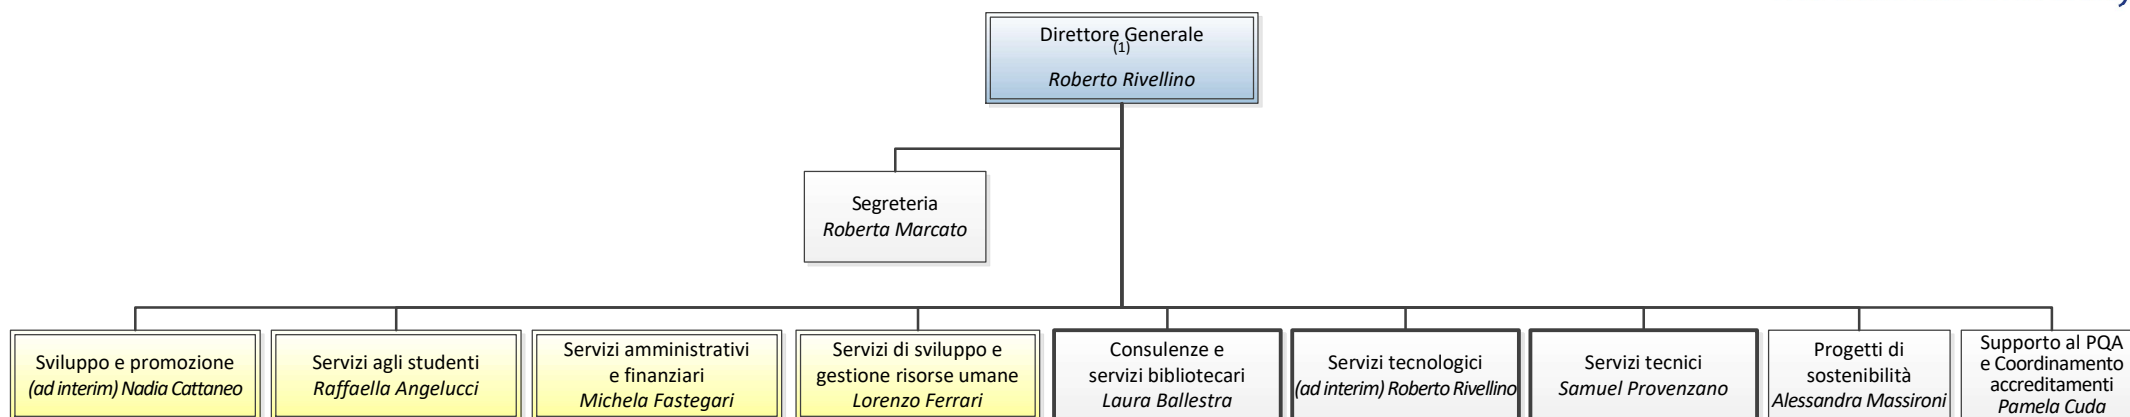 Direttore Generale
(1)
Roberto Rivellino
Segreteria
Roberta Marcato
Sviluppo e promozione
(ad interim) Nadia Cattaneo
Servizi agli studenti
Raffaella Angelucci
Servizi amministrativi
e finanziari
Michela Fastegari
Servizi di sviluppo e
gestione risorse umane
Lorenzo Ferrari
Consulenze e
servizi bibliotecari
Laura Ballestra
Servizi tecnologici
(ad interim) Roberto Rivellino
Servizi tecnici
Samuel Provenzano
Progetti di
sostenibilità
Alessandra Massironi
Supporto al PQA
e Coordinamento
accreditamenti
Pamela Cuda